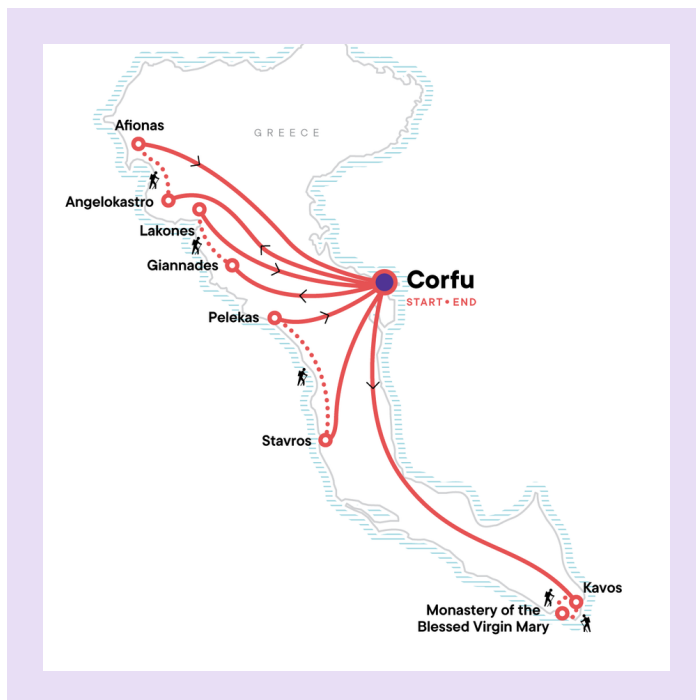 Afionas
GREECE
Angelokastro
Lakones
Giannades
Corfu
START • END
Pelekas
Stavros
Kavos
Monastery of the
Blessed Virgin Mary